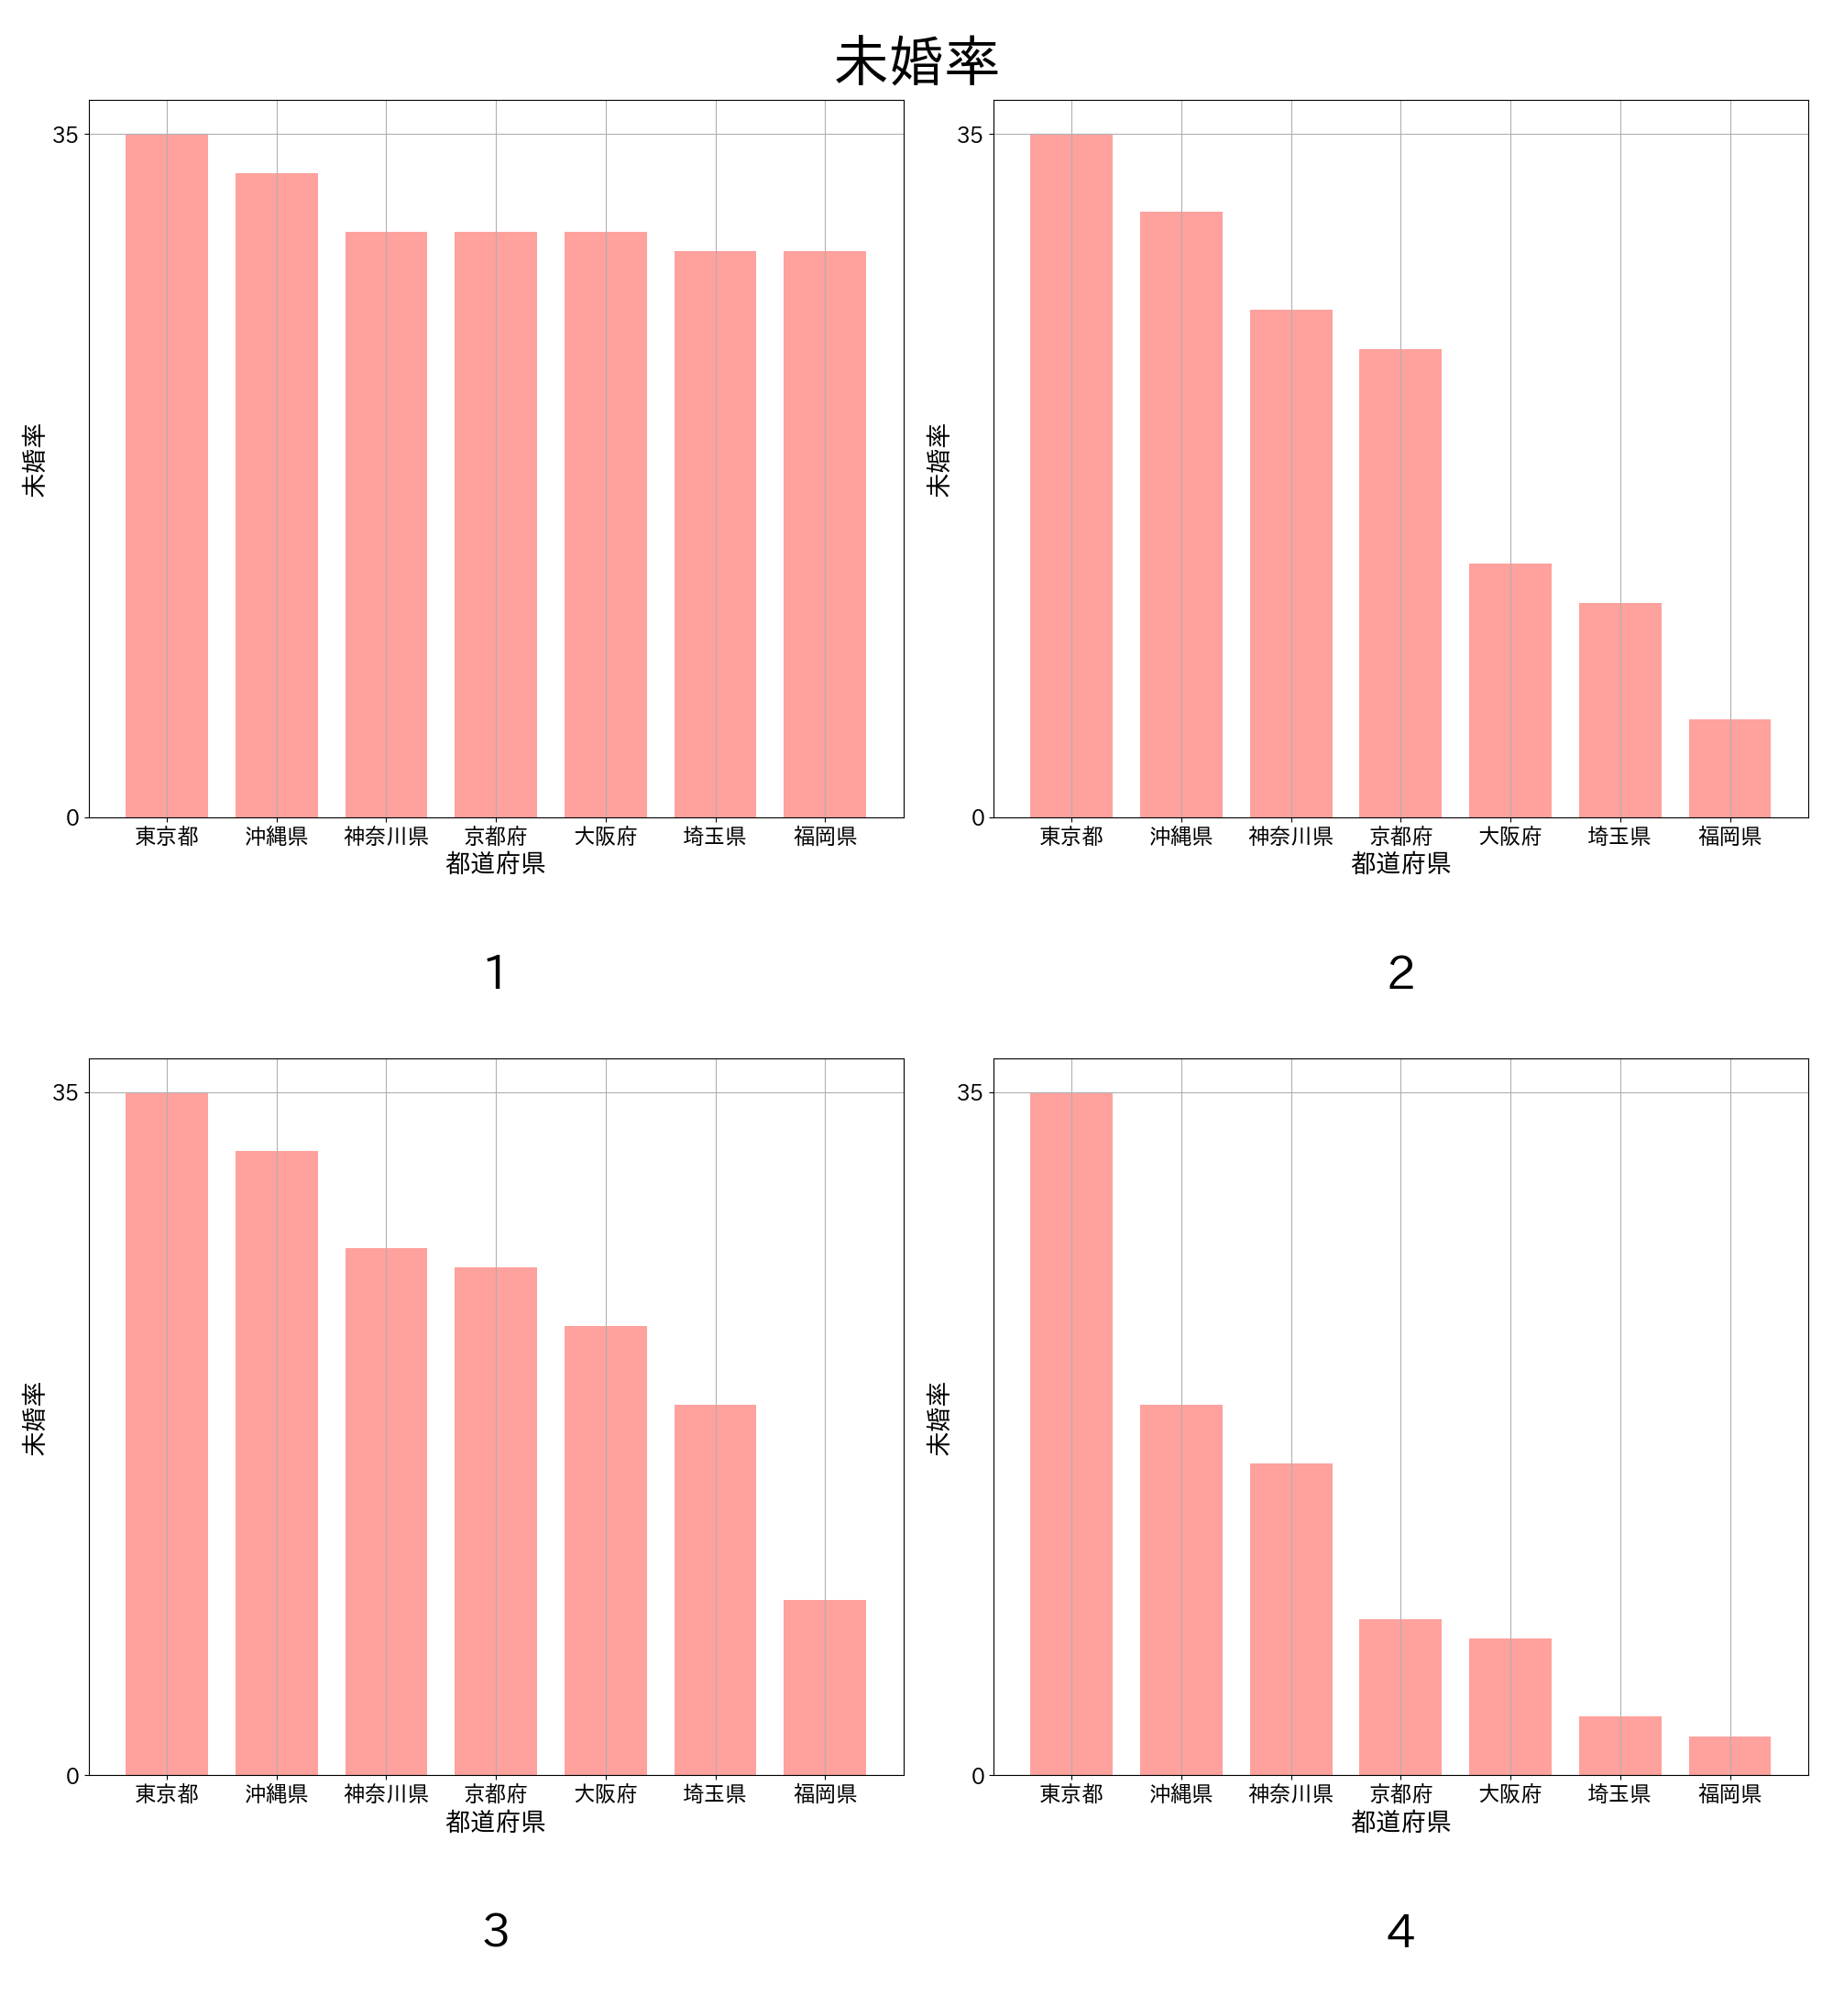 未婚率
35
0
未婚率
東京都 沖縄県 神奈川県 京都府 大阪府 埼玉県 福岡県
都道府県
1
35
0
未婚率
東京都 沖縄県 神奈川県 京都府 大阪府 埼玉県 福岡県
都道府県
2
35
0
未婚率
東京都 沖縄県 神奈川県 京都府 大阪府 埼玉県 福岡県
都道府県
3
35
0
未婚率
東京都 沖縄県 神奈川県 京都府 大阪府 埼玉県 福岡県
都道府県
4